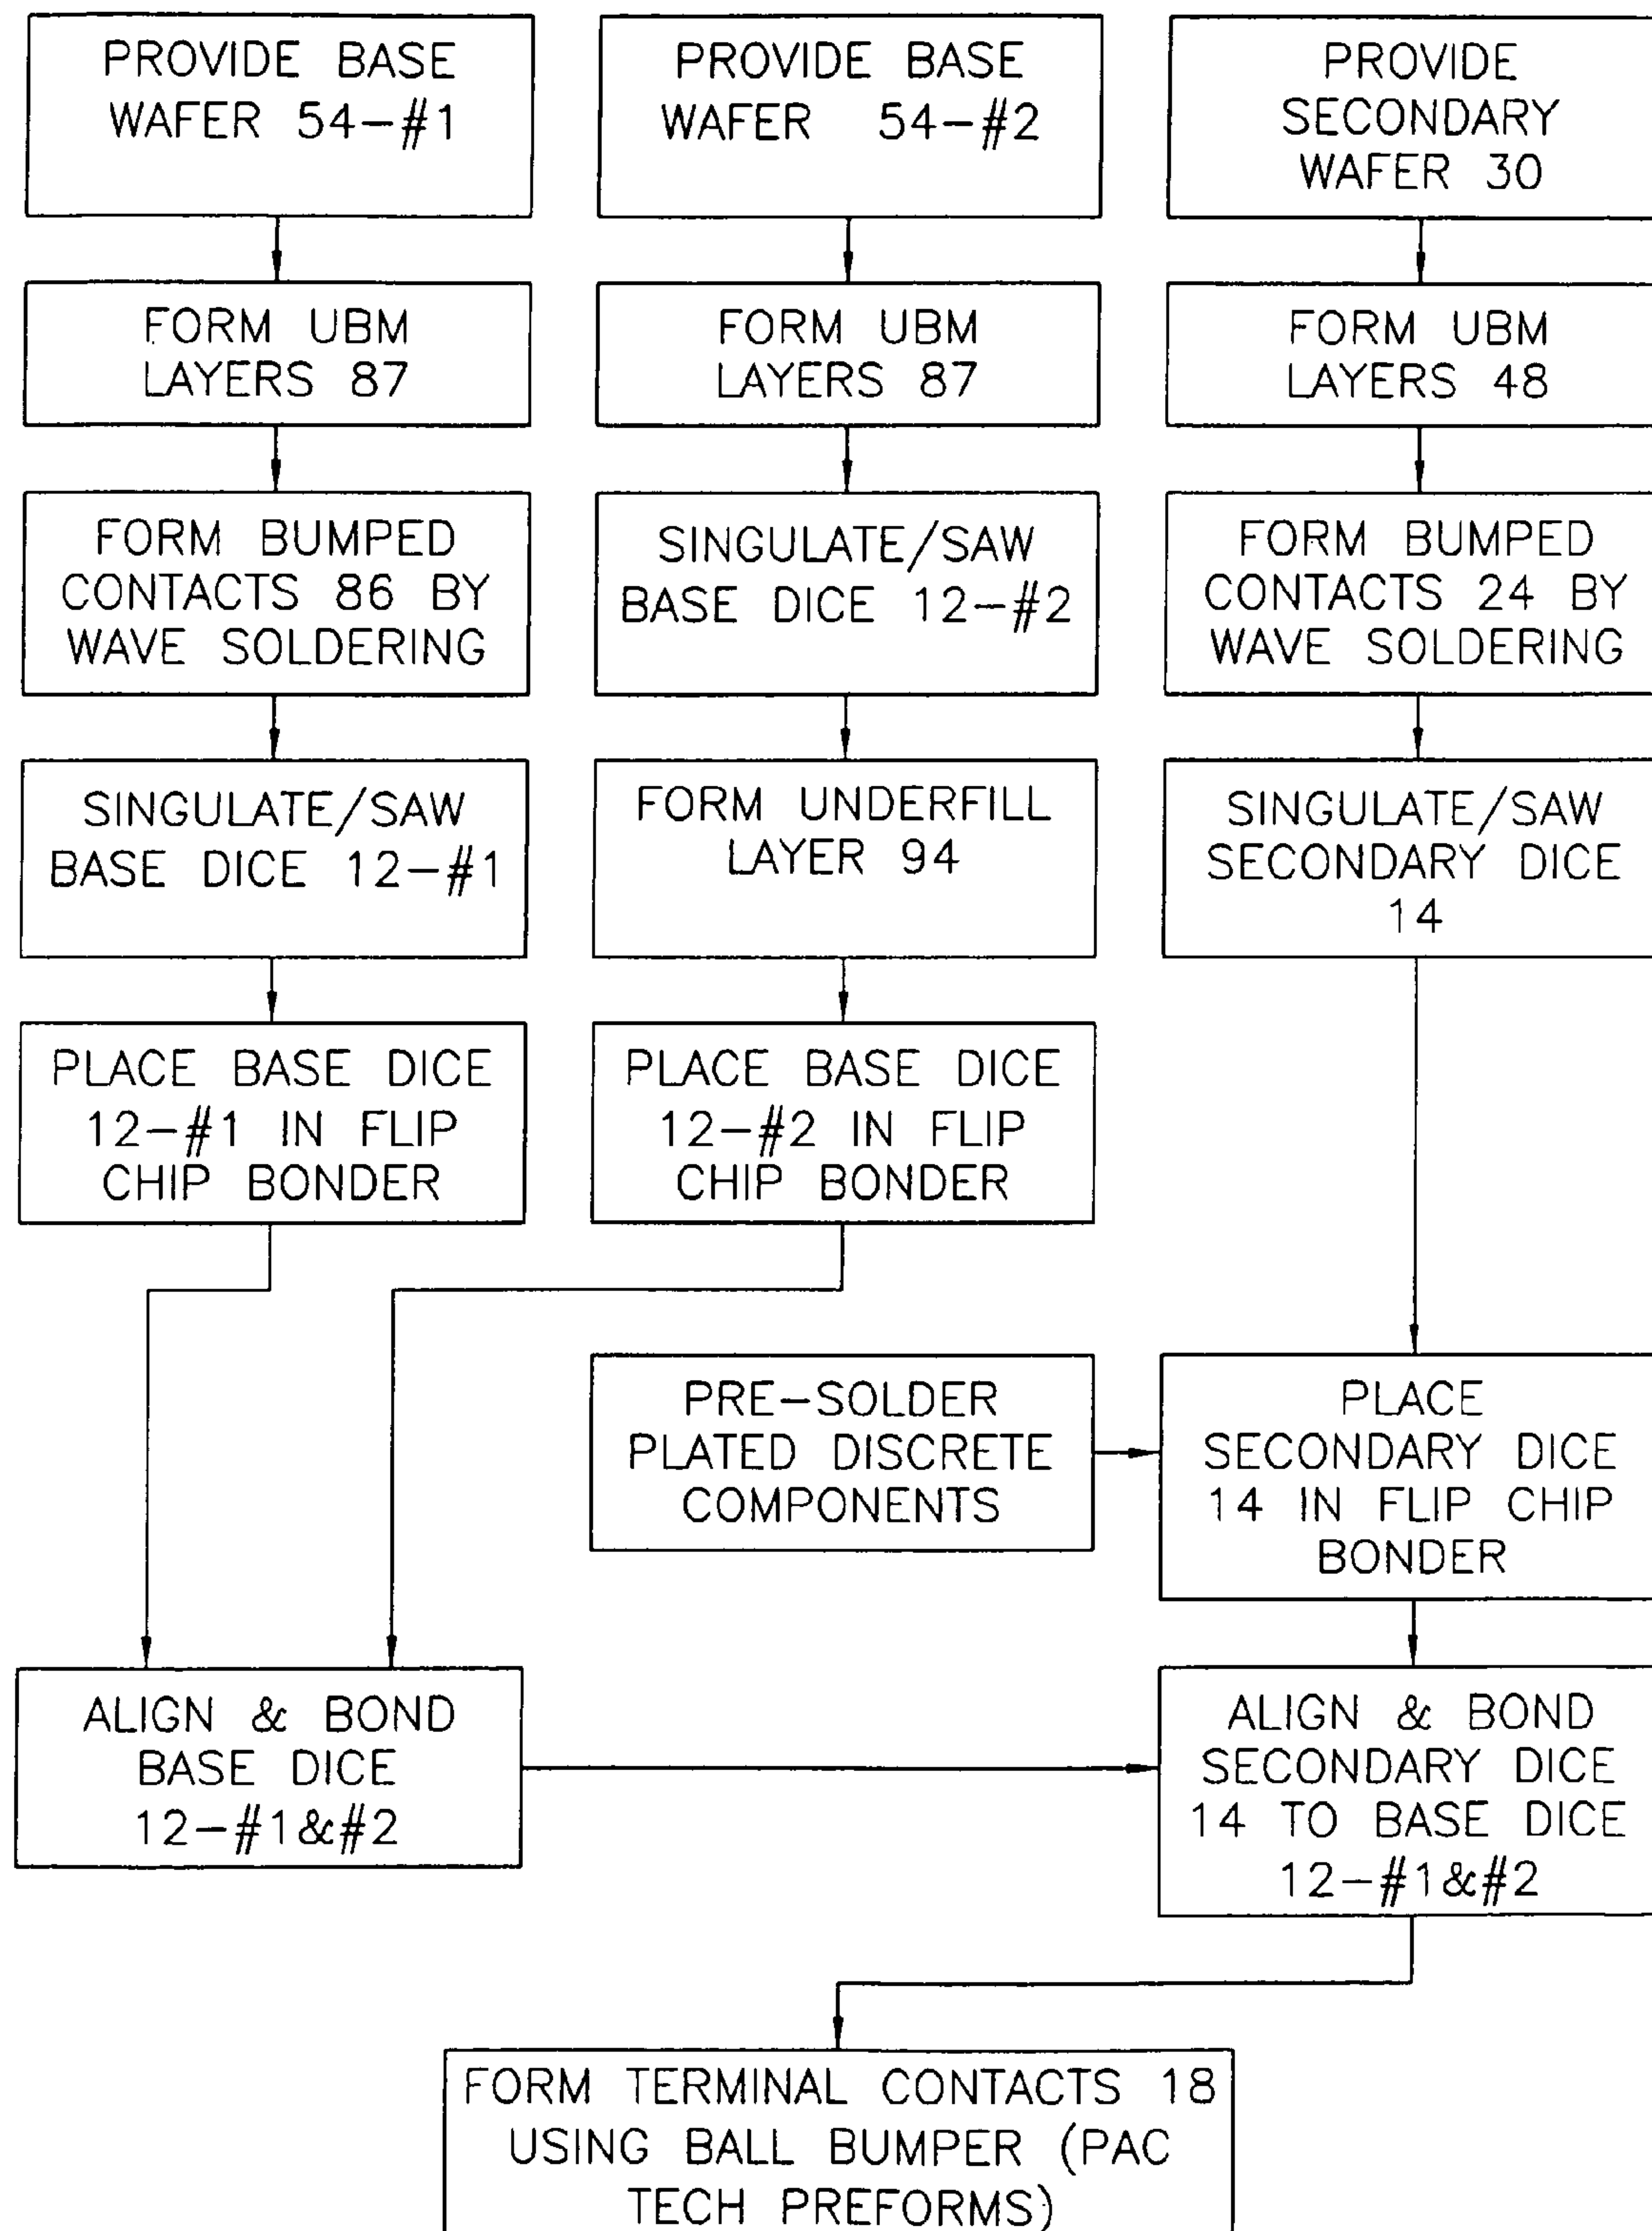 PROVIDE BASE
WAFER 54-#1
PROVIDE BASE
WAFER 54-#2
PROVIDE
SECONDARY
WAFER 30
FORM UBM
LAYERS 87
FORM UBM
LAYERS 87
FORM UBM
LAYERS 48
FORM BUMPED
CONTACTS 86 BY
WAVE SOLDERING
SINGULATE/SAW
BASE DICE 12-#2
FORM BUMPED
CONTACTS 24 BY
WAVE SOLDERING
SINGULATE/SAW
BASE DICE 12-#1
FORM UNDERFILL
LAYER 94
SINGULATE/SAW
SECONDARY DICE
14
PLACE BASE DICE
12-#1 IN FLIP
CHIP BONDER
PLACE BASE DICE
12-#2 IN FLIP
CHIP BONDER
PRE-SOLDER
PLATED DISCRETE
COMPONENTS
PLACE
SECONDARY DICE
14 IN FLIP CHIP
BONDER
ALIGN & BOND
BASE DICE
12-#1&#2
ALIGN & BOND
SECONDARY DICE
14 TO BASE DICE
12-#1&#2
FORM TERMINAL CONTACTS 18
USING BALL BUMPER (PAC
TECH PREFORMS)